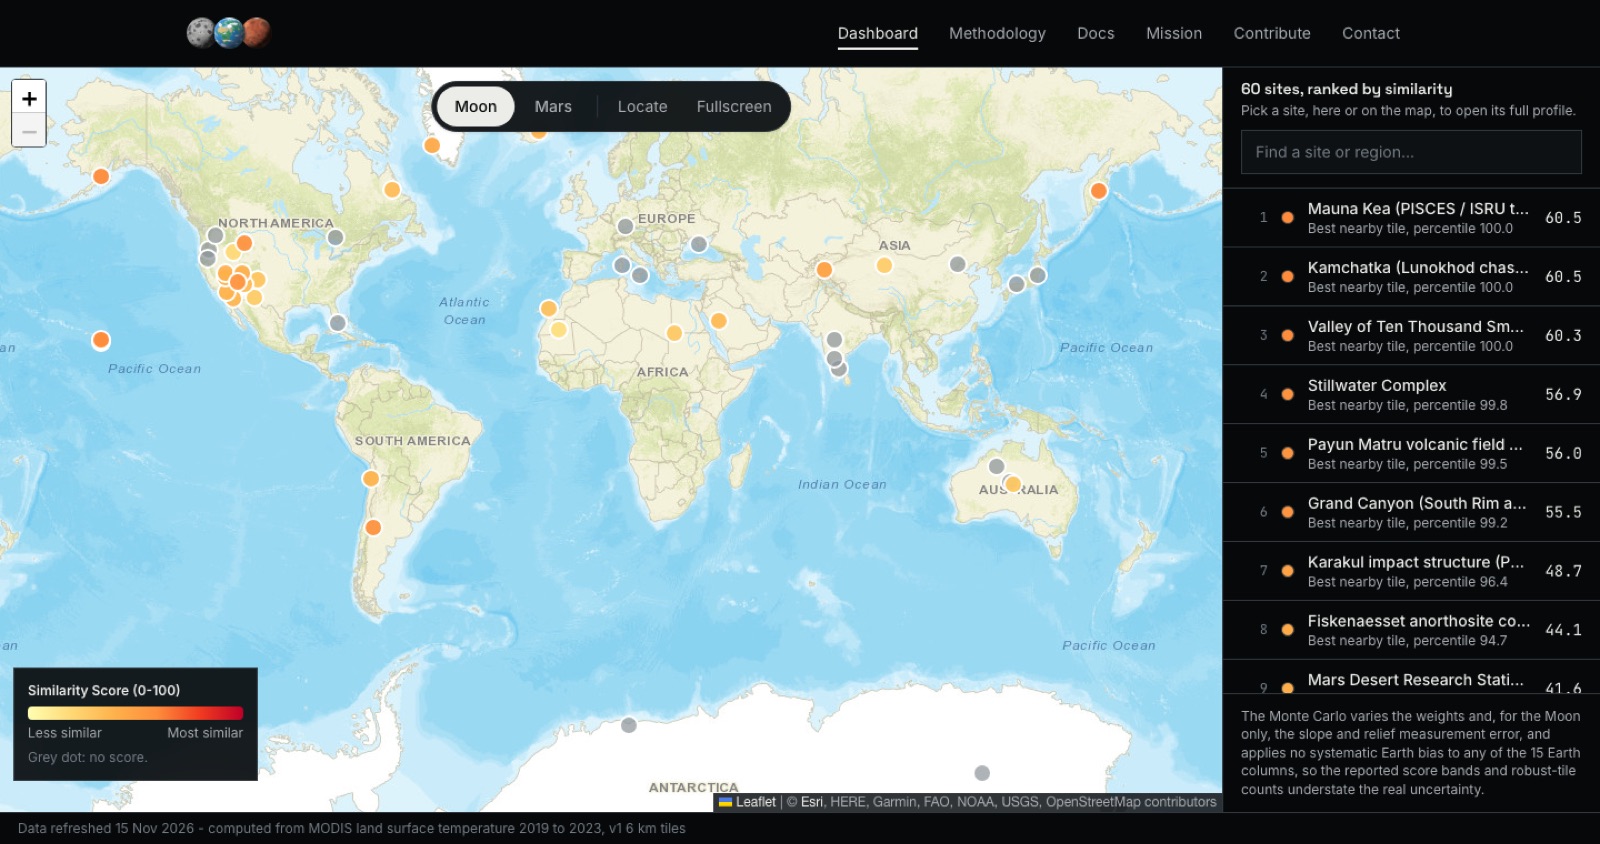 Dashboard
Methodology
Docs
Mission
Contribute
Contact
+
−
Moon
Mars
Locate
Fullscreen
NORTH AMERICA
EUROPE
ASIA
Atlantic
Ocean
Pacific Ocean
AFRICA
SOUTH AMERICA
Indian Ocean
Pacific Ocean
AUSTRALIA
Pacific Ocean
ANTARCTICA
an
an
Similarity Score (0-100)
Less similar
Most similar
Grey dot: no score.
Leaflet | © Esri, HERE, Garmin, FAO, NOAA, USGS, OpenStreetMap contributors
60 sites, ranked by similarity
Pick a site, here or on the map, to open its full profile.
Find a site or region...
1 Mauna Kea (PISCES / ISRU t... 60.5
Best nearby tile, percentile 100.0
2 Kamchatka (Lunokhod chas... 60.5
Best nearby tile, percentile 100.0
3 Valley of Ten Thousand Sm... 60.3
Best nearby tile, percentile 100.0
4 Stillwater Complex 56.9
Best nearby tile, percentile 99.8
5 Payun Matru volcanic field ... 56.0
Best nearby tile, percentile 99.5
6 Grand Canyon (South Rim a... 55.5
Best nearby tile, percentile 99.2
7 Karakul impact structure (P... 48.7
Best nearby tile, percentile 96.4
8 Fiskenaesset anorthosite co... 44.1
Best nearby tile, percentile 94.7
9 Mars Desert Research Stati... 41.6
The Monte Carlo varies the weights and, for the Moon
only, the slope and relief measurement error, and
applies no systematic Earth bias to any of the 15 Earth
columns, so the reported score bands and robust-tile
counts understate the real uncertainty.
Data refreshed 15 Nov 2026 - computed from MODIS land surface temperature 2019 to 2023, v1 6 km tiles